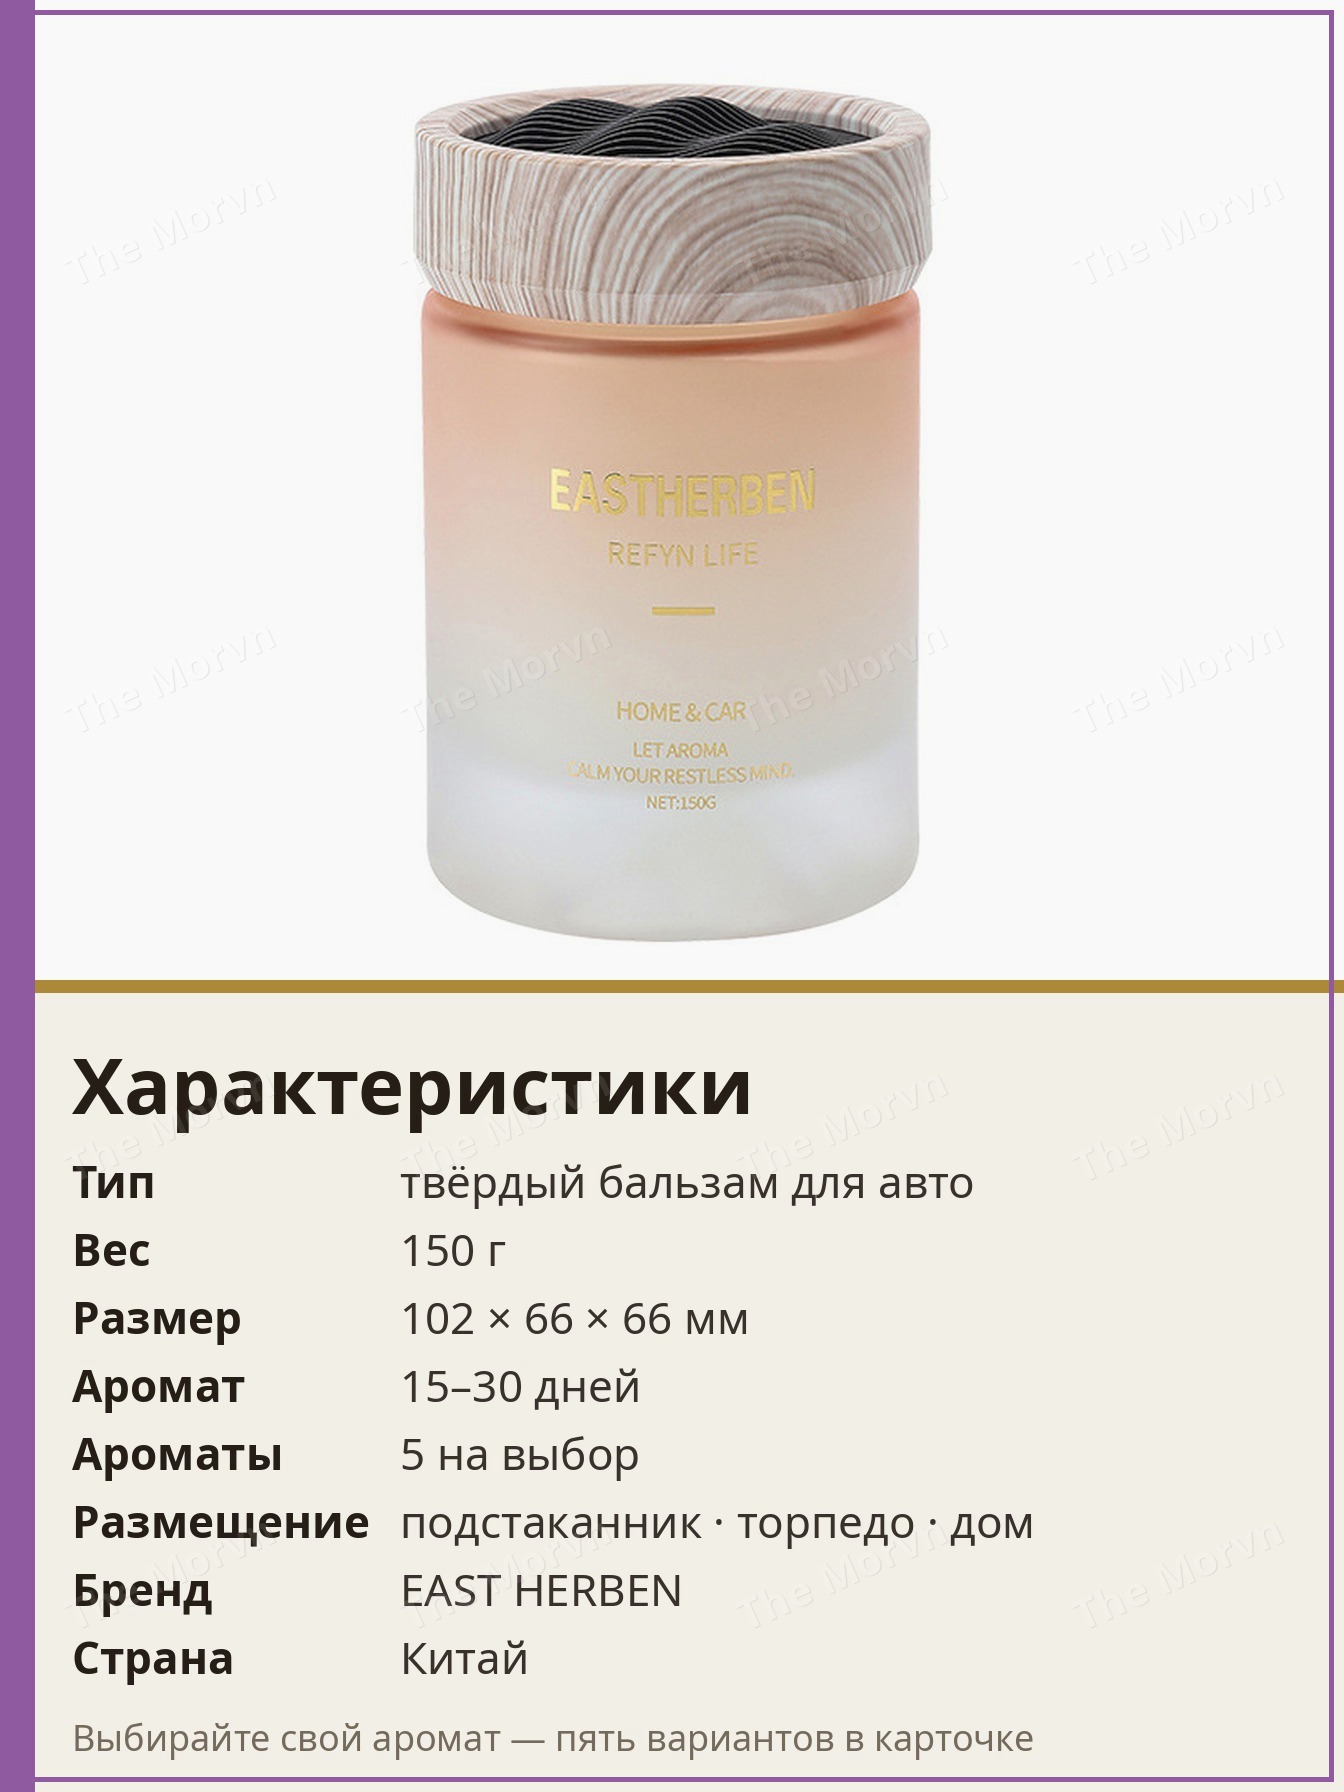 EASTHERBEN
REFYN LIFE
HOME & CAR
LET AROMA
CALM YOUR RESTLESS MIND.
NET:150G
Характеристики
Тип твёрдый бальзам для авто
Вес 150 г
Размер 102 × 66 × 66 мм
Аромат 15–30 дней
Ароматы 5 на выбор
Размещение подстаканник · торпедо · дом
Бренд EAST HERBEN
Страна Китай
Выбирайте свой аромат — пять вариантов в карточке
The Morvn